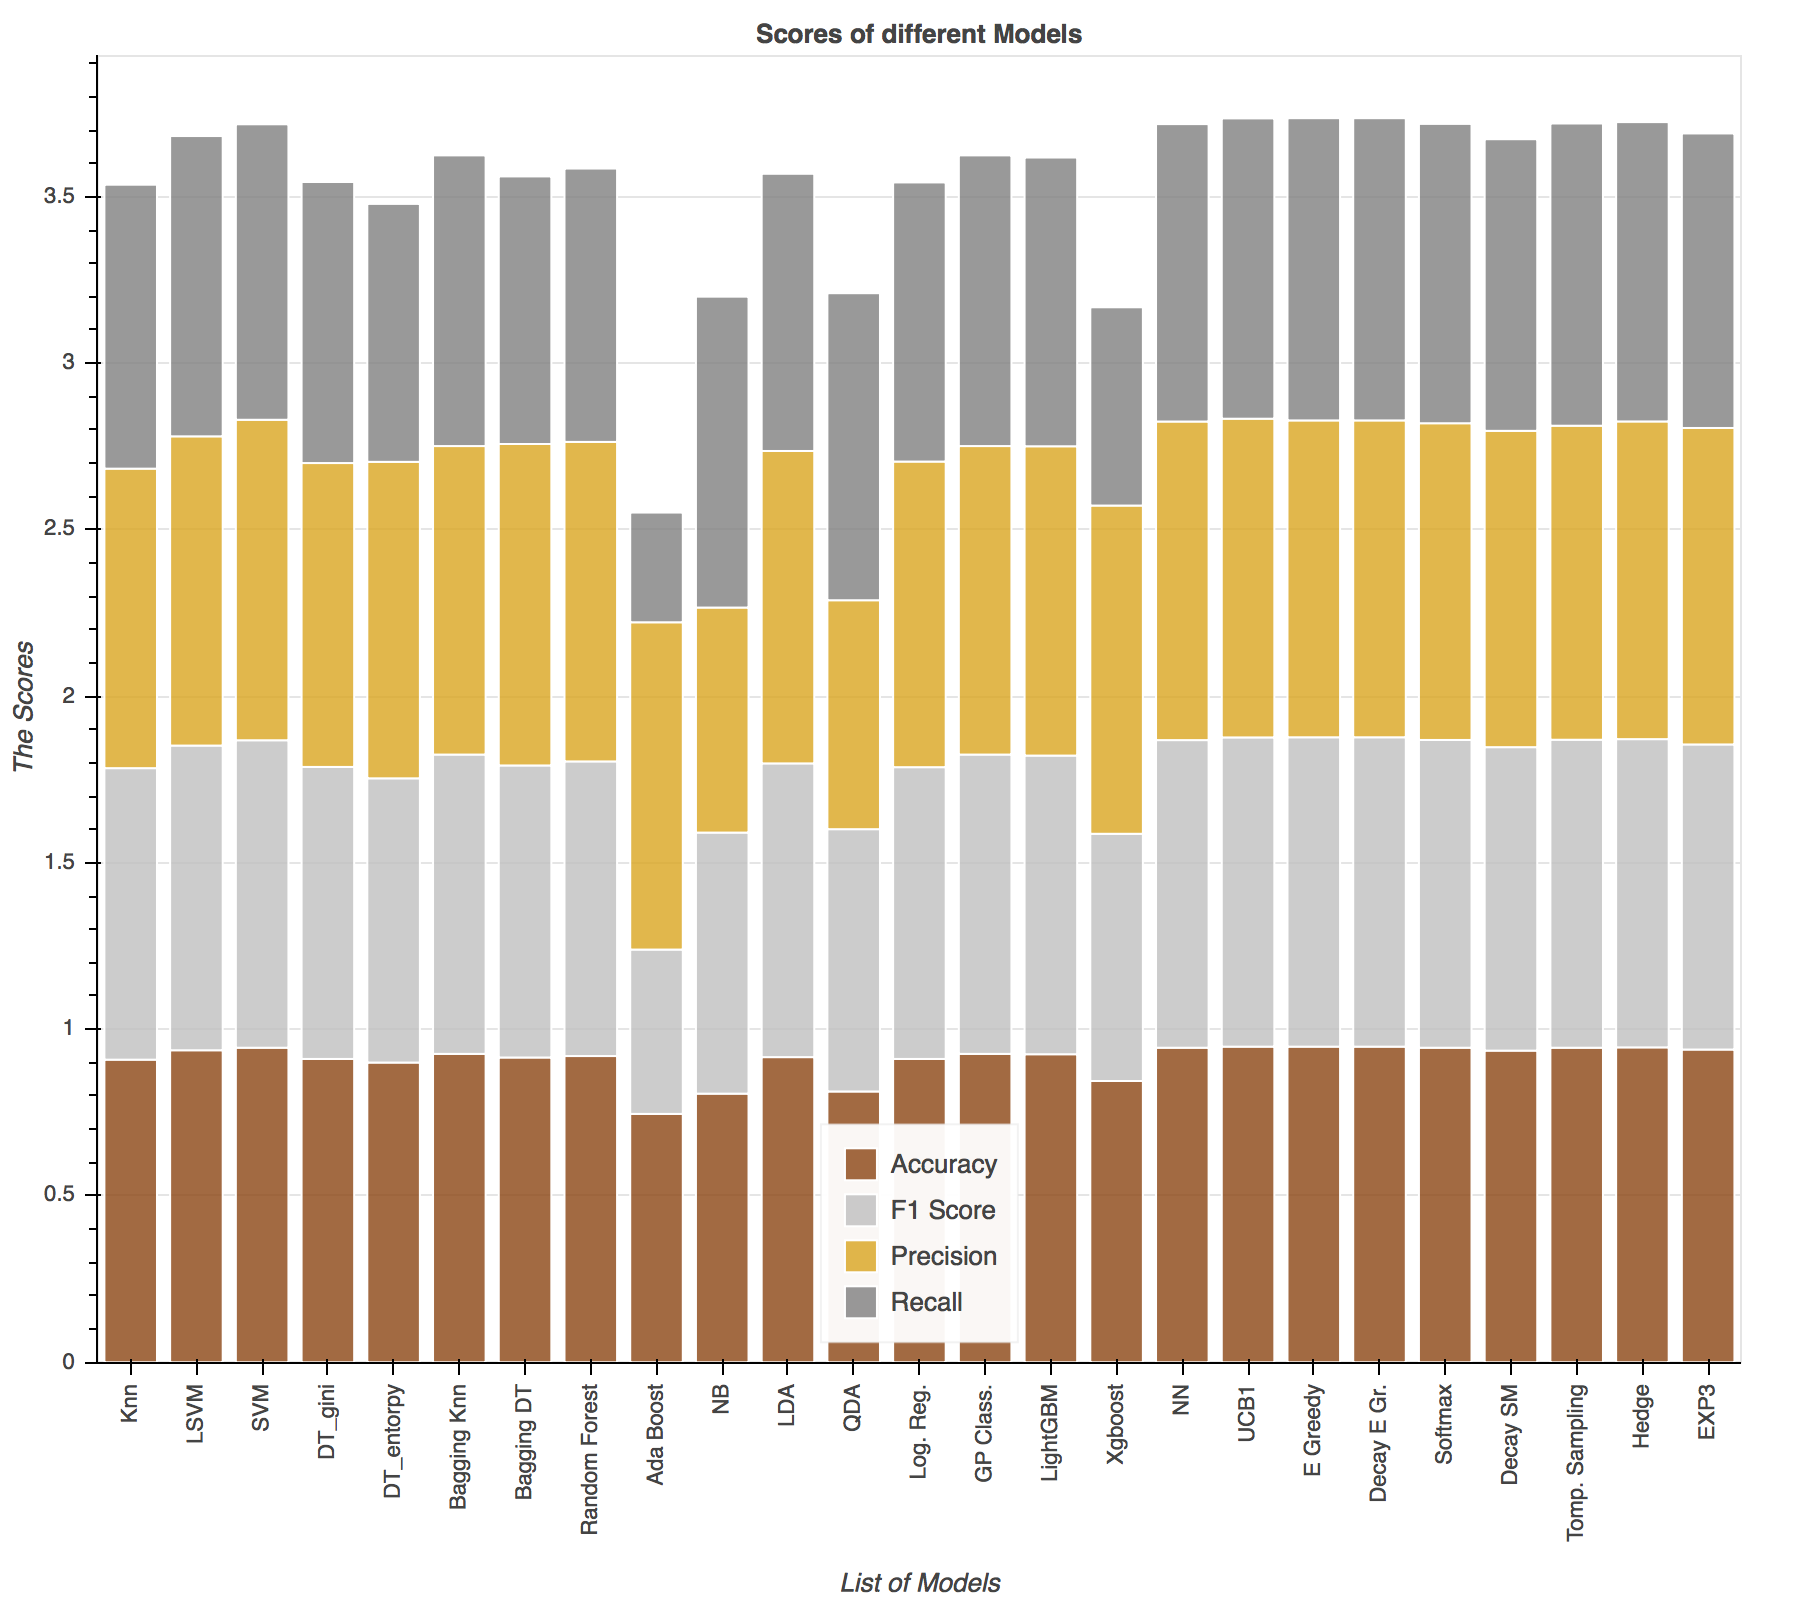 Scores of different Models
The Scores
3.5
3
2.5
2
1.5
1
0.5
0
Accuracy
F1 Score
Precision
Recall
Knn
LSVM
SVM
DT_gini
DT_entorpy
Bagging Knn
Bagging DT
Random Forest
Ada Boost
NB
LDA
QDA
Log. Reg.
GP Class.
LightGBM
Xgboost
NN
UCB1
E Greedy
Decay E Gr.
Softmax
Decay SM
Tomp. Sampling
Hedge
EXP3
List of Models